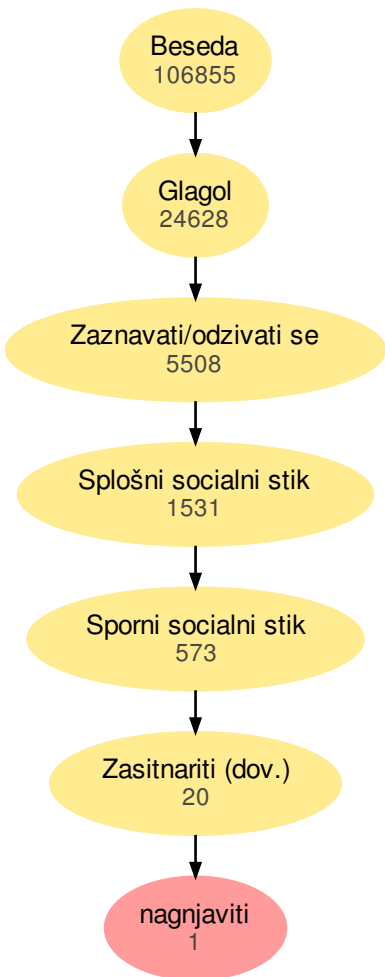 Beseda
106855
Glagol
24628
Zaznavati/odzivati se
5508
Splošni socialni stik
1531
Sporni socialni stik
573
Zasitnariti (dov.)
20
nagnjaviti
1